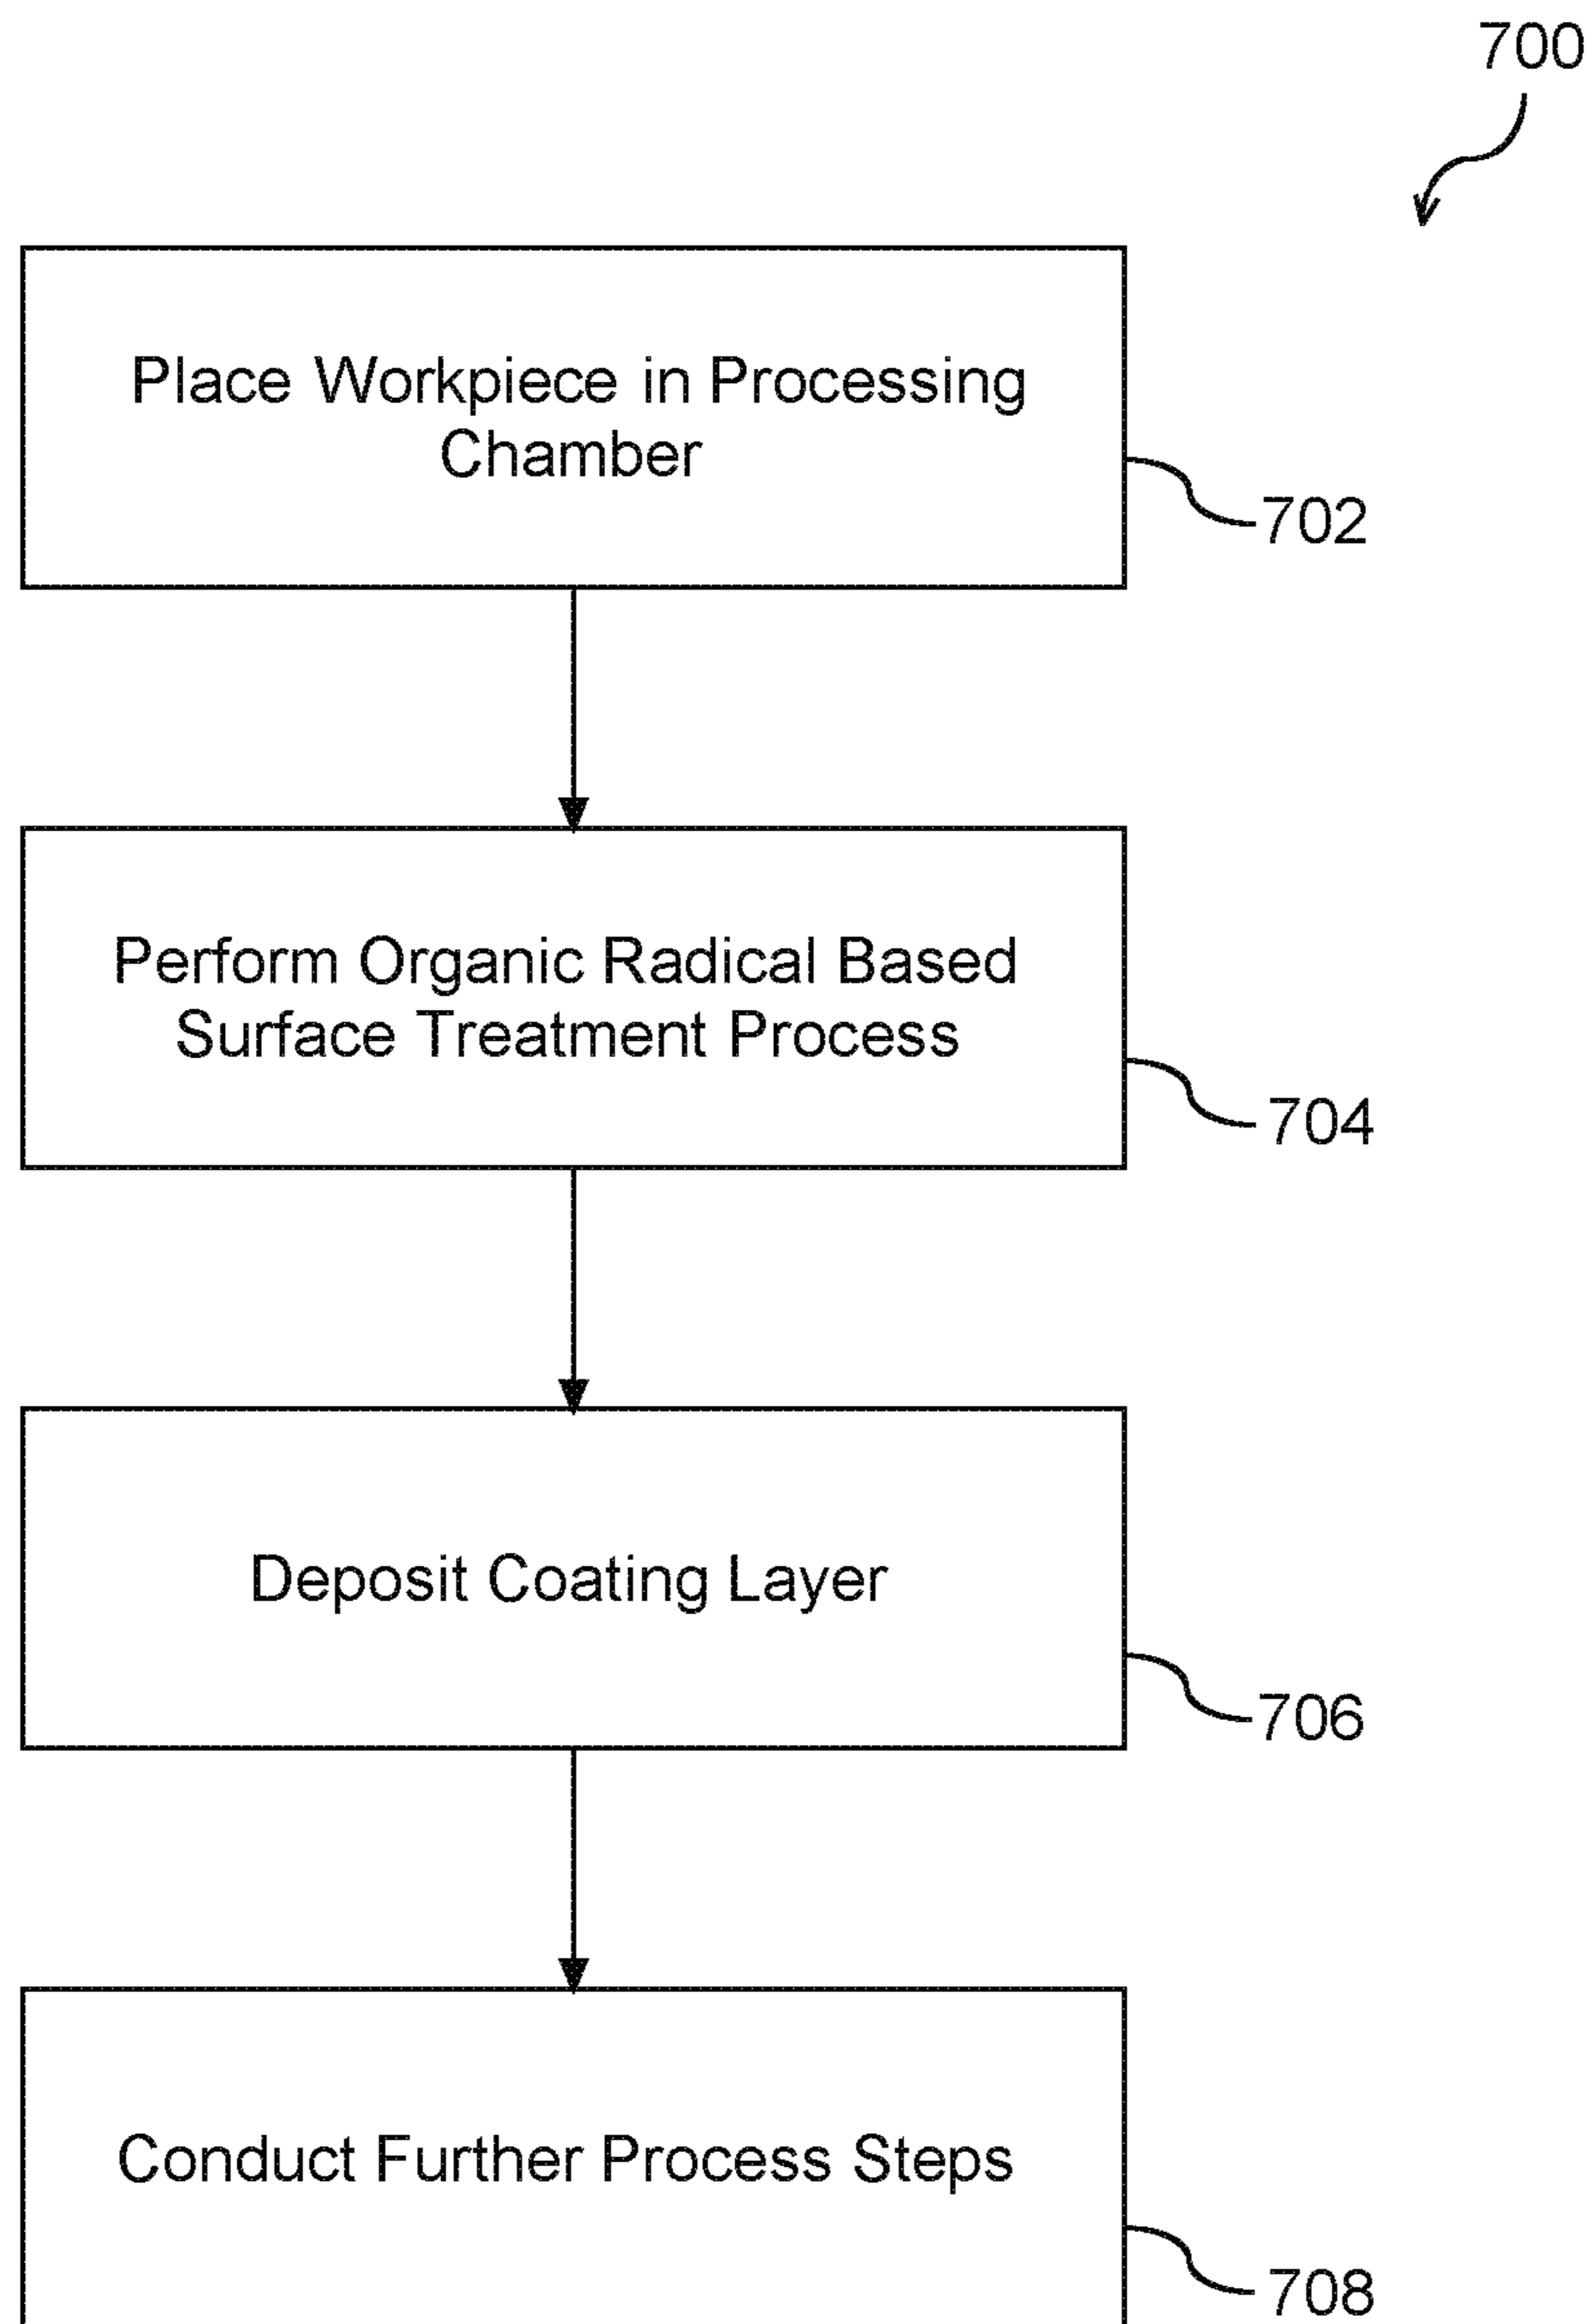 700
Place Workpiece in Processing
Chamber
702
Perform Organic Radical Based
Surface Treatment Process
704
Deposit Coating Layer
706
Conduct Further Process Steps
708